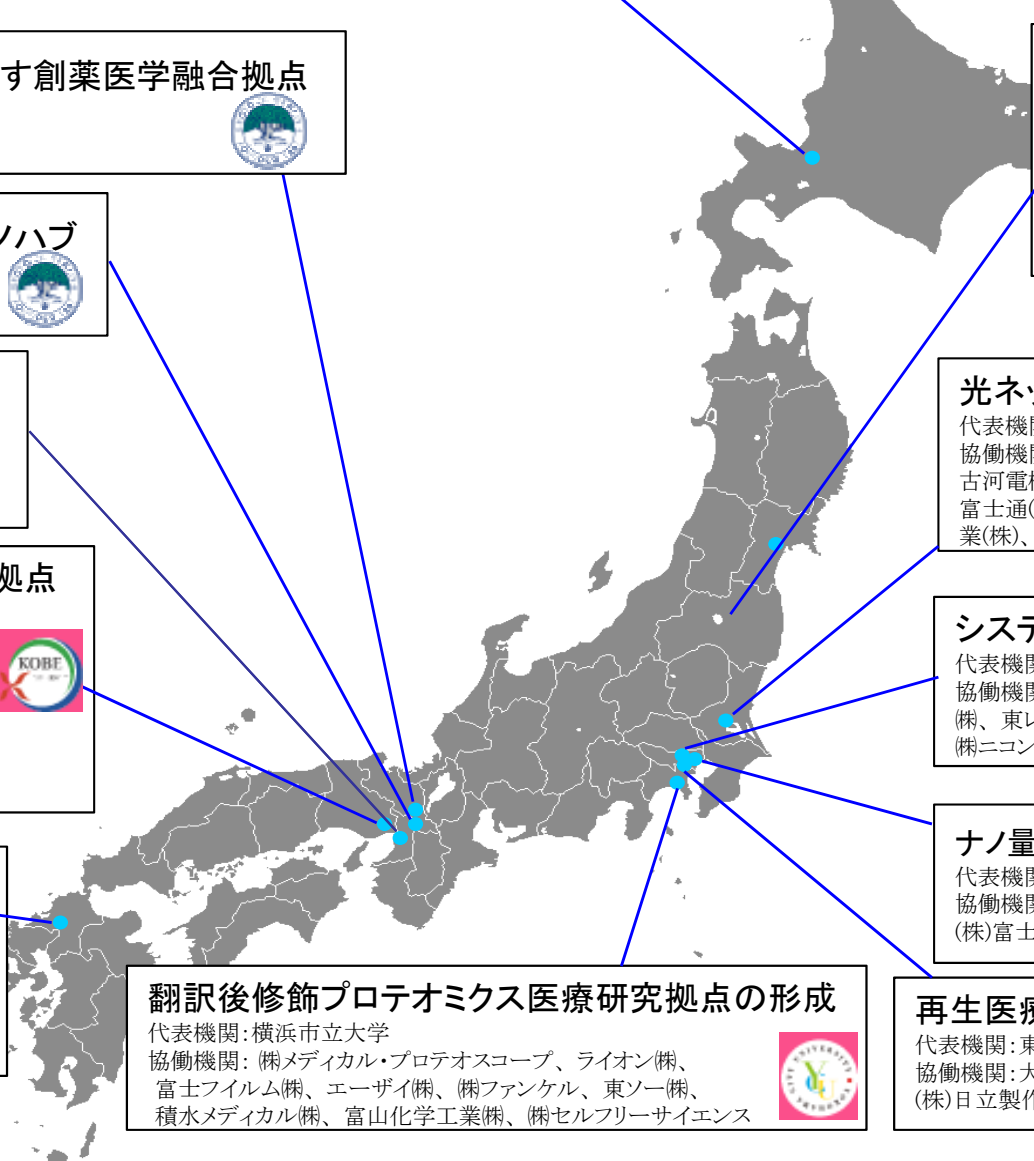 す創薬医学融合拠点
ノハブ
拠点
KOBE
光ネッ
代表機関
協働機関
古河電機
富士通(
業(株)、
システ
代表機関
協働機関
㈱、東レ
㈱ニコン
ナノ量
代表機関
協働機関
(株)富士
翻訳後修飾プロテオミクス医療研究拠点の形成
代表機関：横浜市立大学
協働機関： ㈱メディカル・プロテオスコープ、ライオン㈱、
富士フイルム㈱、エーザイ㈱、㈱ファンケル、東ソー㈱、
積水メディカル㈱、富山化学工業㈱、㈱セルフリーサイエンス
再生医療
代表機関：東
協働機関：大
(株)日立製作